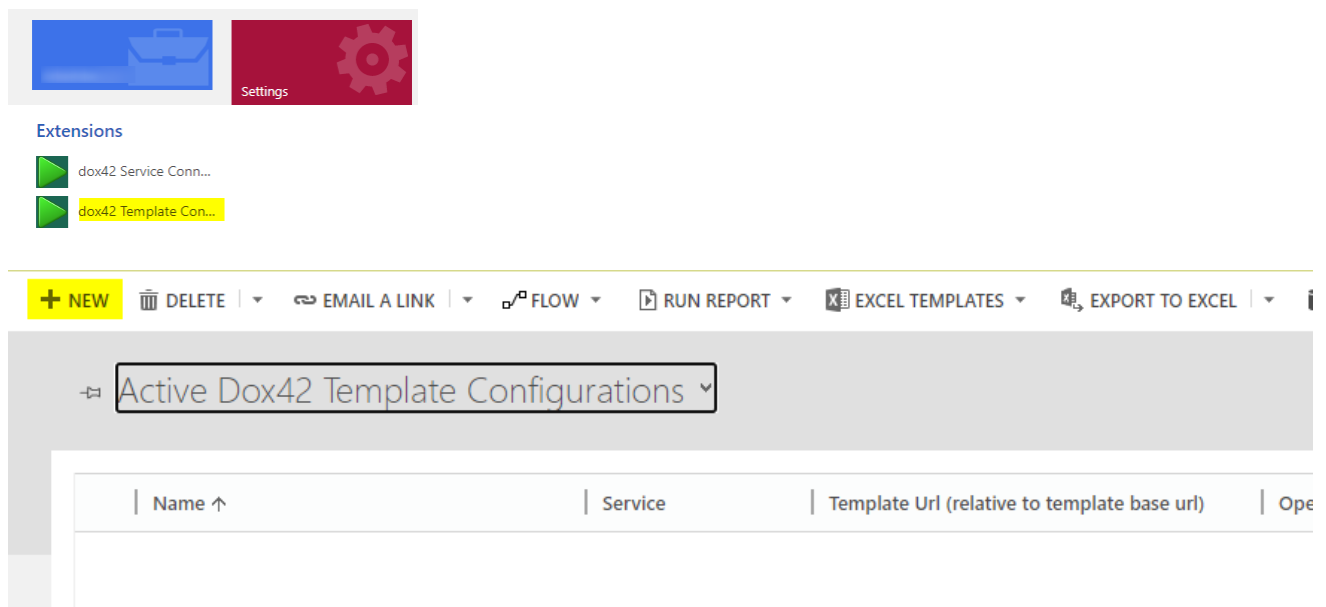 Settings
Extensions
dox42 Service Conn...
dox42 Template Con...
NEW DELETE EMAIL A LINK FLOW RUN REPORT EXCEL TEMPLATES EXPORT TO EXCEL
Active Dox42 Template Configurations
Name Service Template Url (relative to template base url) Ope